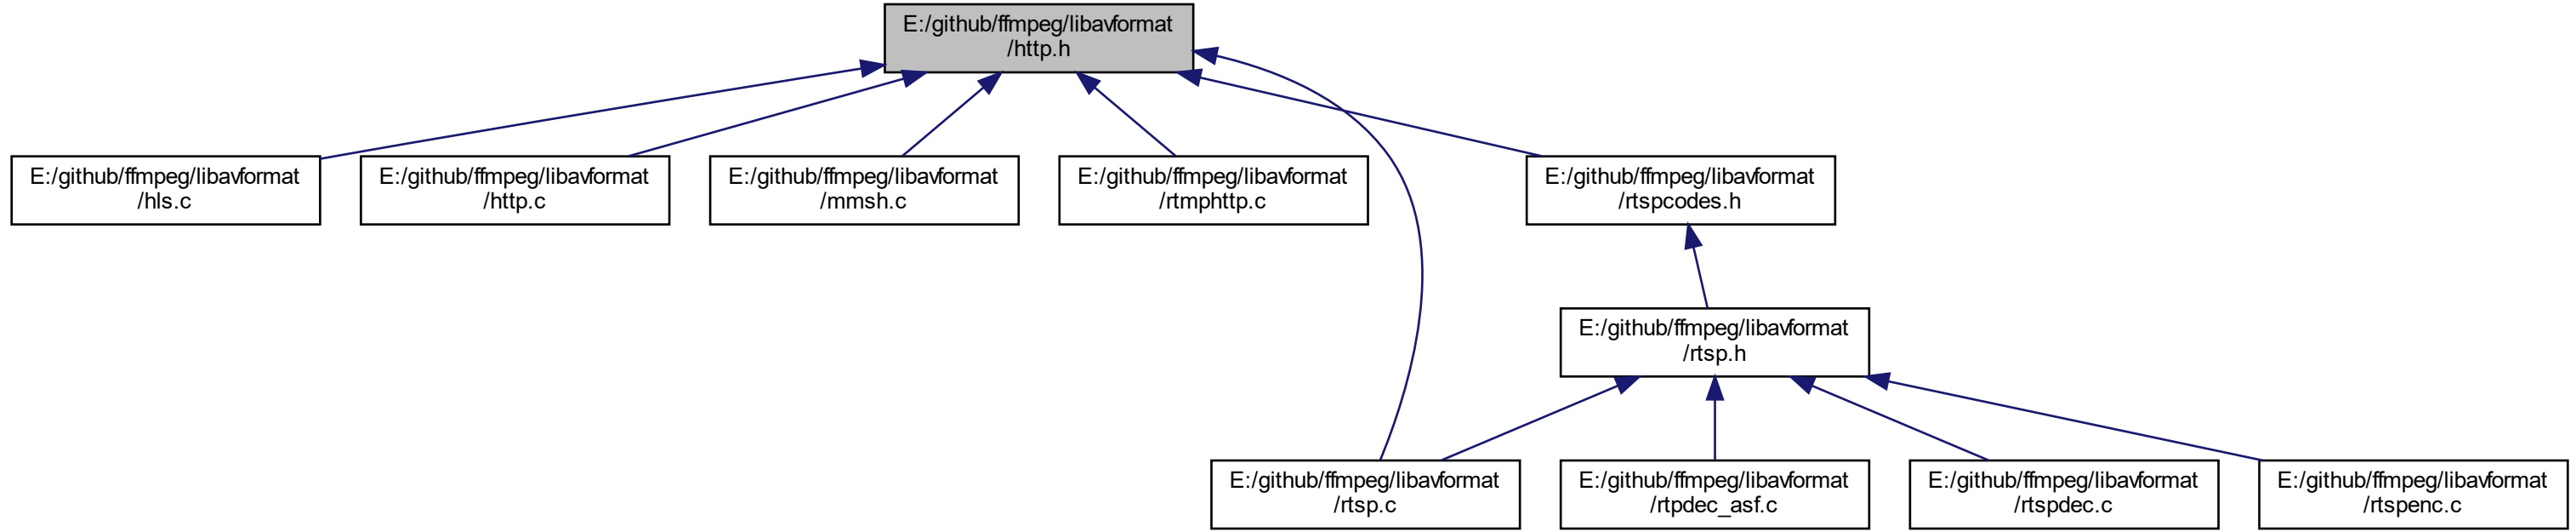 E:/github/ffmpeg/libavformat
/http.h
E:/github/ffmpeg/libavformat
/hls.c
E:/github/ffmpeg/libavformat
/http.c
E:/github/ffmpeg/libavformat
/mmsh.c
E:/github/ffmpeg/libavformat
/rtmphttp.c
E:/github/ffmpeg/libavformat
/rtspcodes.h
E:/github/ffmpeg/libavformat
/rtsp.h
E:/github/ffmpeg/libavformat
/rtsp.c
E:/github/ffmpeg/libavformat
/rtpdec_asf.c
E:/github/ffmpeg/libavformat
/rtspdec.c
E:/github/ffmpeg/libavformat
/rtspenc.c